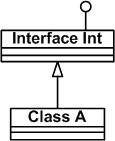 Interface Int
Class A